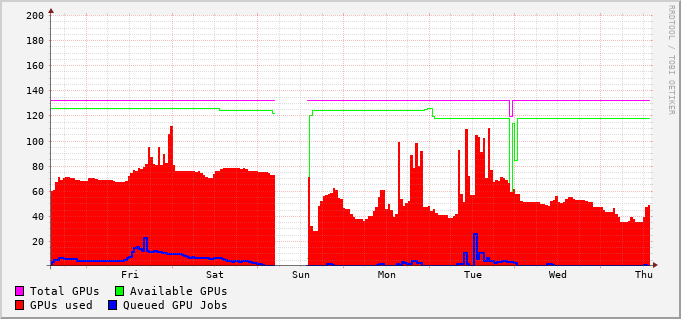 200
180
160
140
120
100
80
60
40
20
Fri Sat Sun Mon Tue Wed Thu
Total GPUs Available GPUs
GPUs used Queued GPU Jobs
RRDTOOL / TOBI OETIKER